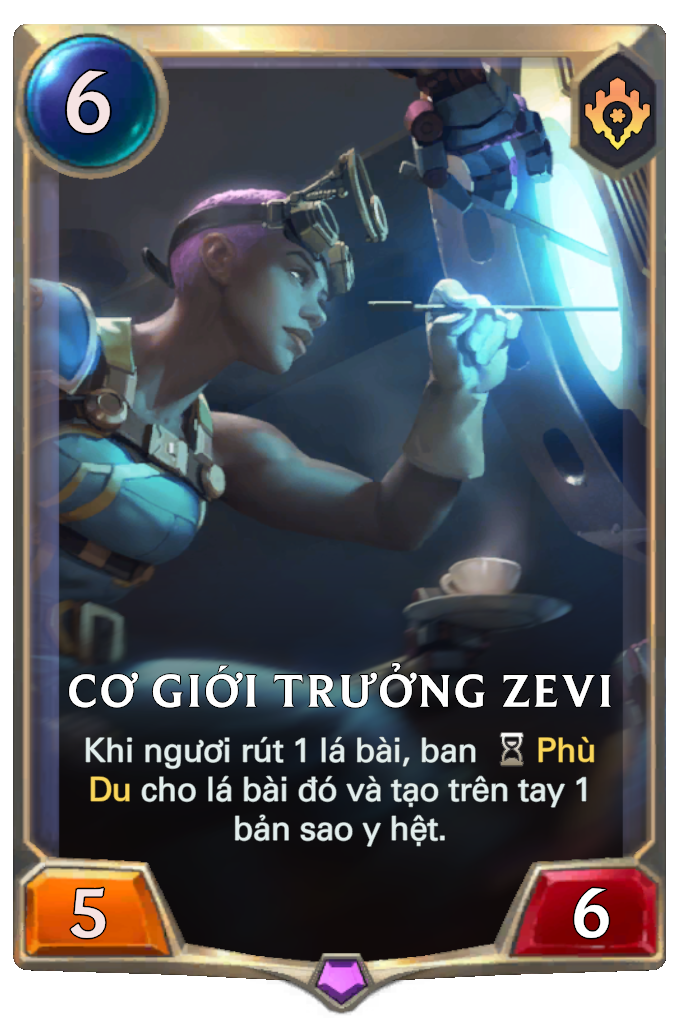 6
CƠ GIỚI TRƯỞNG ZEVI
Khi ngươi rút 1 lá bài, ban Phù
Du cho lá bài đó và tạo trên tay 1
bản sao y hệt.
5
6